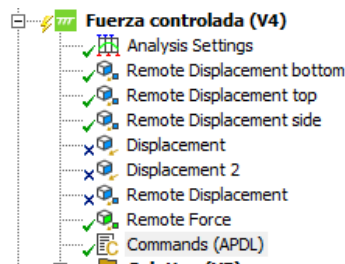 Fuerza controlada (V4)
Analysis Settings
Remote Displacement bottom
Remote Displacement top
Remote Displacement side
Displacement
Displacement 2
Remote Displacement
Remote Force
Commands (APDL)